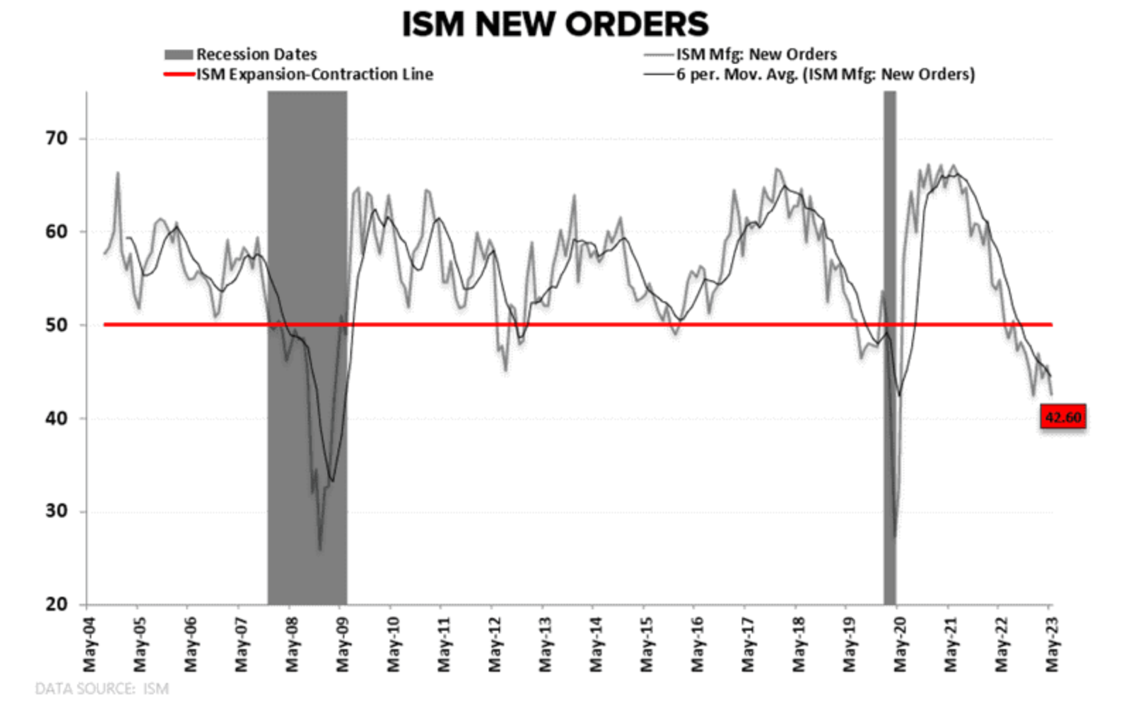 ISM NEW ORDERS
Recession Dates
ISM Mfg: New Orders
ISM Expansion-Contraction Line
6 per. Mov. Avg. (ISM Mfg: New Orders)
70
60
50
40
30
20
42.60
May-04
May-05
May-06
May-07
May-08
May-09
May-10
May-11
May-12
May-13
May-14
May-15
May-16
May-17
May-18
May-19
May-20
May-21
May-22
May-23
DATA SOURCE: ISM